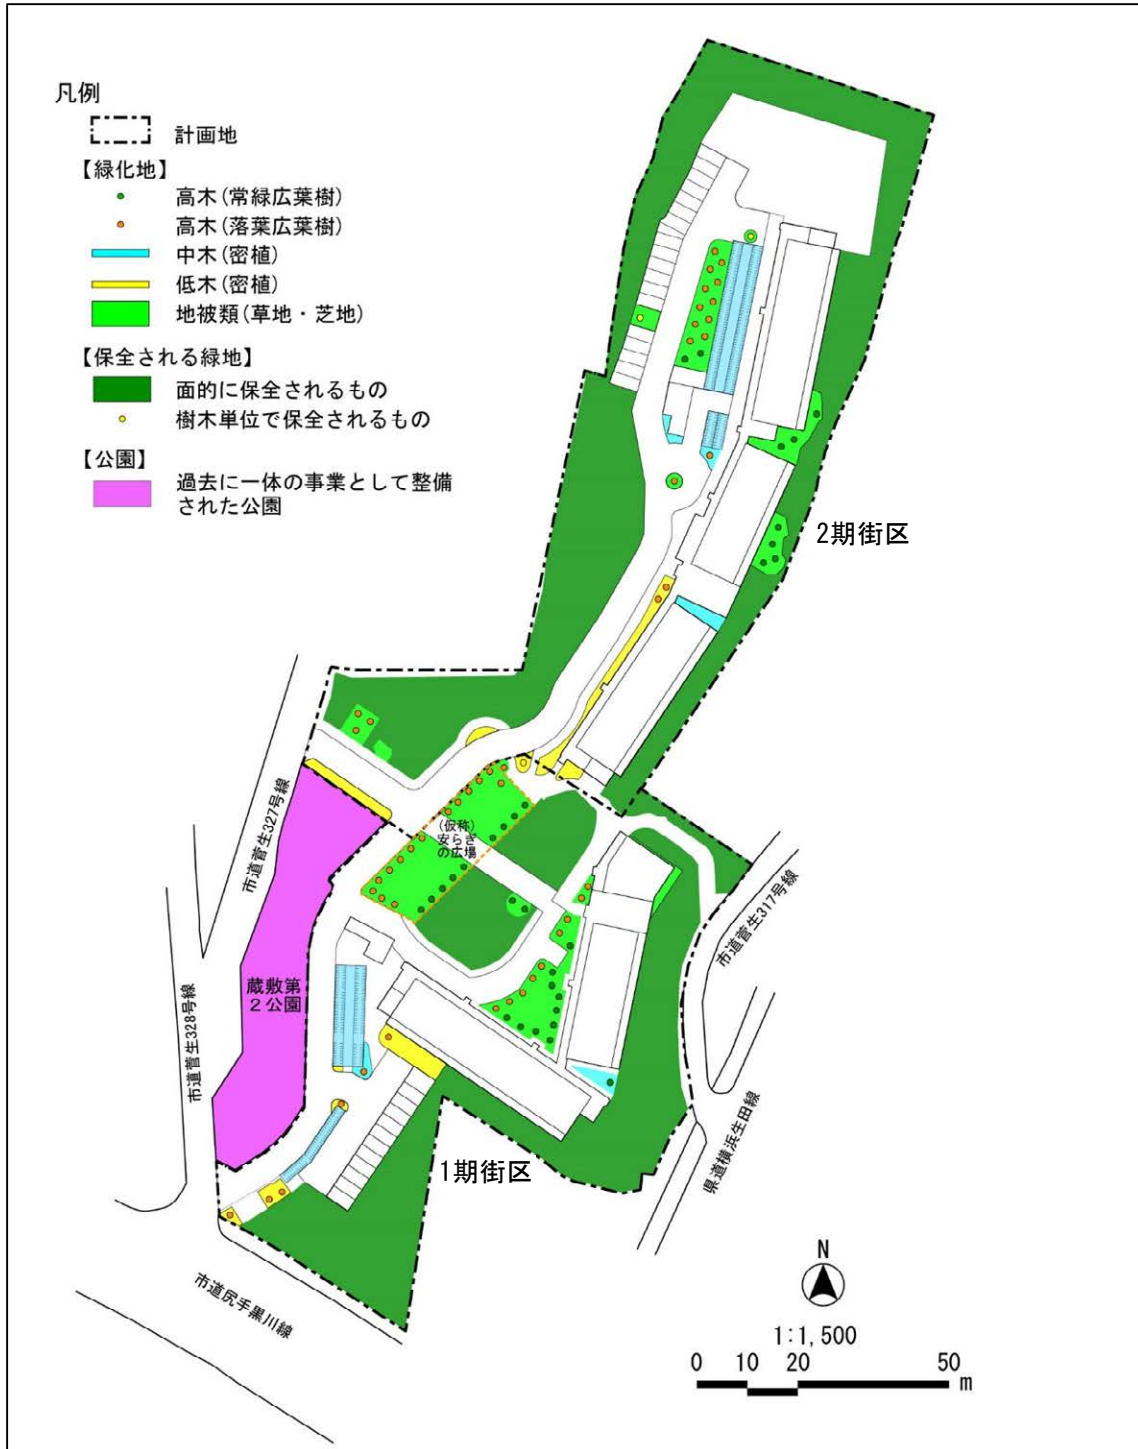 凡例
計画地
【緑化地】
高木(常緑広葉樹)
高木(落葉広葉樹)
中木(密植)
低木(密植)
地被類(草地・芝地)
【保全される緑地】
面的に保全されるもの
樹木単位で保全されるもの
【公園】
過去に一体の事業として整備
された公園
2期街区
市道菅生327号線
(仮称)
安らぎ
の広場
市道菅生317号線
蔵敷第
2公園
市道菅生328号線
県道横浜生田線
1期街区
市道尻手黒川線
N
1:1,500
0 10 20 50
m